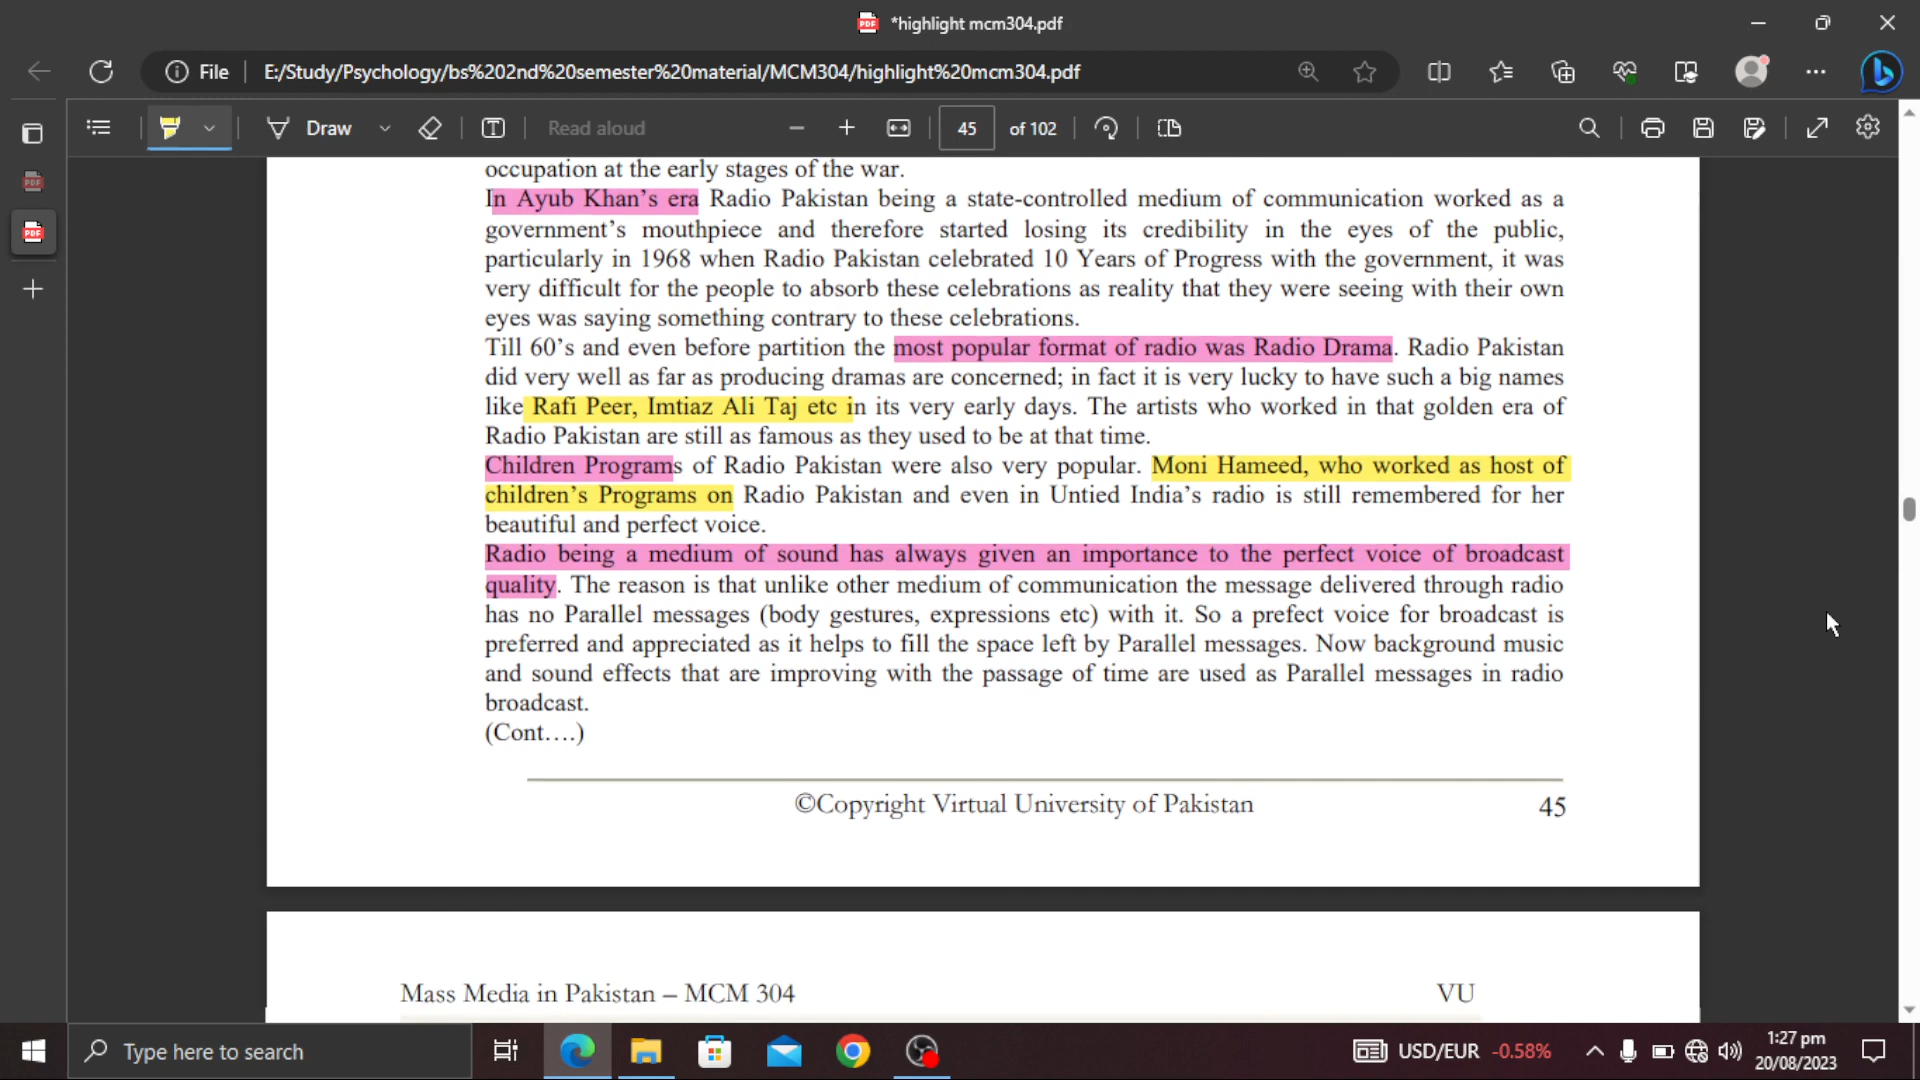 *highlight mcm304.pdf
File E:/Study/Psychology/bs%202nd%20semester%20material/MCM304/highlight%20mcm304.pdf
Draw Read aloud 45 of 102
occupation at the early stages of the war.
In Ayub Khan's era Radio Pakistan being a state-controlled medium of communication worked as a
government's mouthpiece and therefore started losing its credibility in the eyes of the public,
particularly in 1968 when Radio Pakistan celebrated 10 Years of Progress with the government, it was
very difficult for the people to absorb these celebrations as reality that they were seeing with their own
eyes was saying something contrary to these celebrations.
Till 60's and even before partition the most popular format of radio was Radio Drama. Radio Pakistan
did very well as far as producing dramas are concerned; in fact it is very lucky to have such a big names
like Rafi Peer, Imtiaz Ali Taj etc in its very early days. The artists who worked in that golden era of
Radio Pakistan are still as famous as they used to be at that time.
Children Programs of Radio Pakistan were also very popular. Moni Hameed, who worked as host of
children's Programs on Radio Pakistan and even in Untied India's radio is still remembered for her
beautiful and perfect voice.
Radio being a medium of sound has always given an importance to the perfect voice of broadcast
quality. The reason is that unlike other medium of communication the message delivered through radio
has no Parallel messages (body gestures, expressions etc) with it. So a prefect voice for broadcast is
preferred and appreciated as it helps to fill the space left by Parallel messages. Now background music
and sound effects that are improving with the passage of time are used as Parallel messages in radio
broadcast.
(Cont….)
©Copyright Virtual University of Pakistan 45
Mass Media in Pakistan – MCM 304 VU
Type here to search USD/EUR -0.58% 1:27 pm
20/08/2023